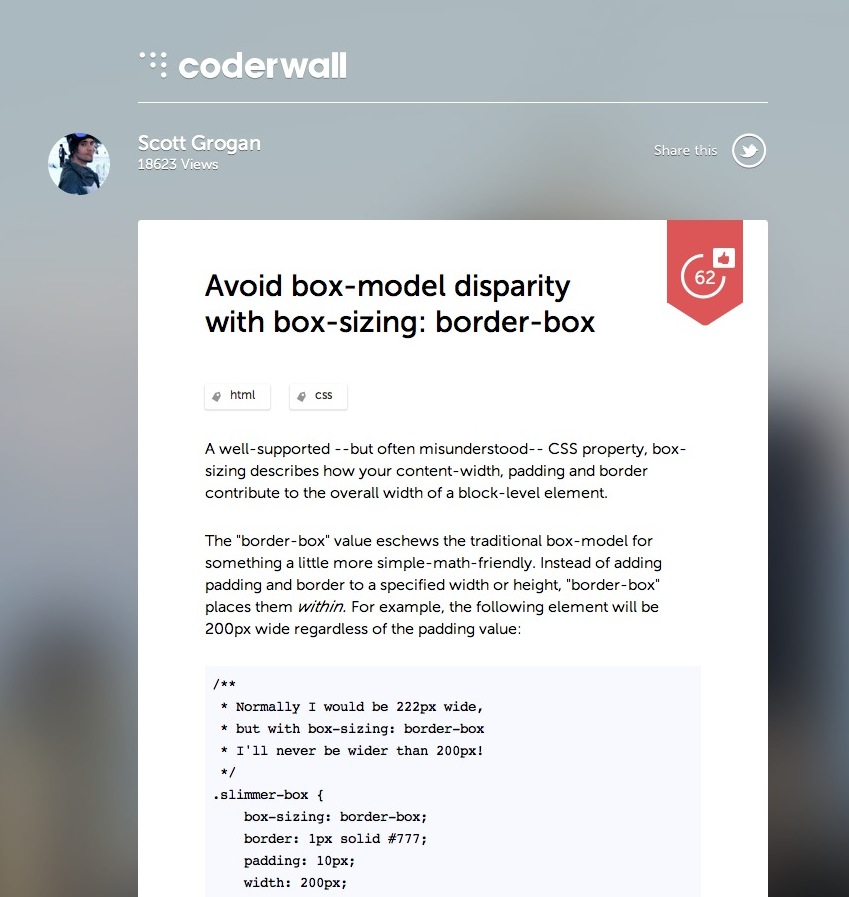 coderwall
Scott Grogan
18623 Views
Share this
62
Avoid box-model disparity
with box-sizing: border-box
html
css
A well-supported --but often misunderstood-- CSS property, box-
sizing describes how your content-width, padding and border
contribute to the overall width of a block-level element.
The "border-box" value eschews the traditional box-model for
something a little more simple-math-friendly. Instead of adding
padding and border to a specified width or height, "border-box"
places them within. For example, the following element will be
200px wide regardless of the padding value:
/**
 * Normally I would be 222px wide,
 * but with box-sizing: border-box
 * I'll never be wider than 200px!
 */
.slimmer-box {
    box-sizing: border-box;
    border: 1px solid #777;
    padding: 10px;
    width: 200px;